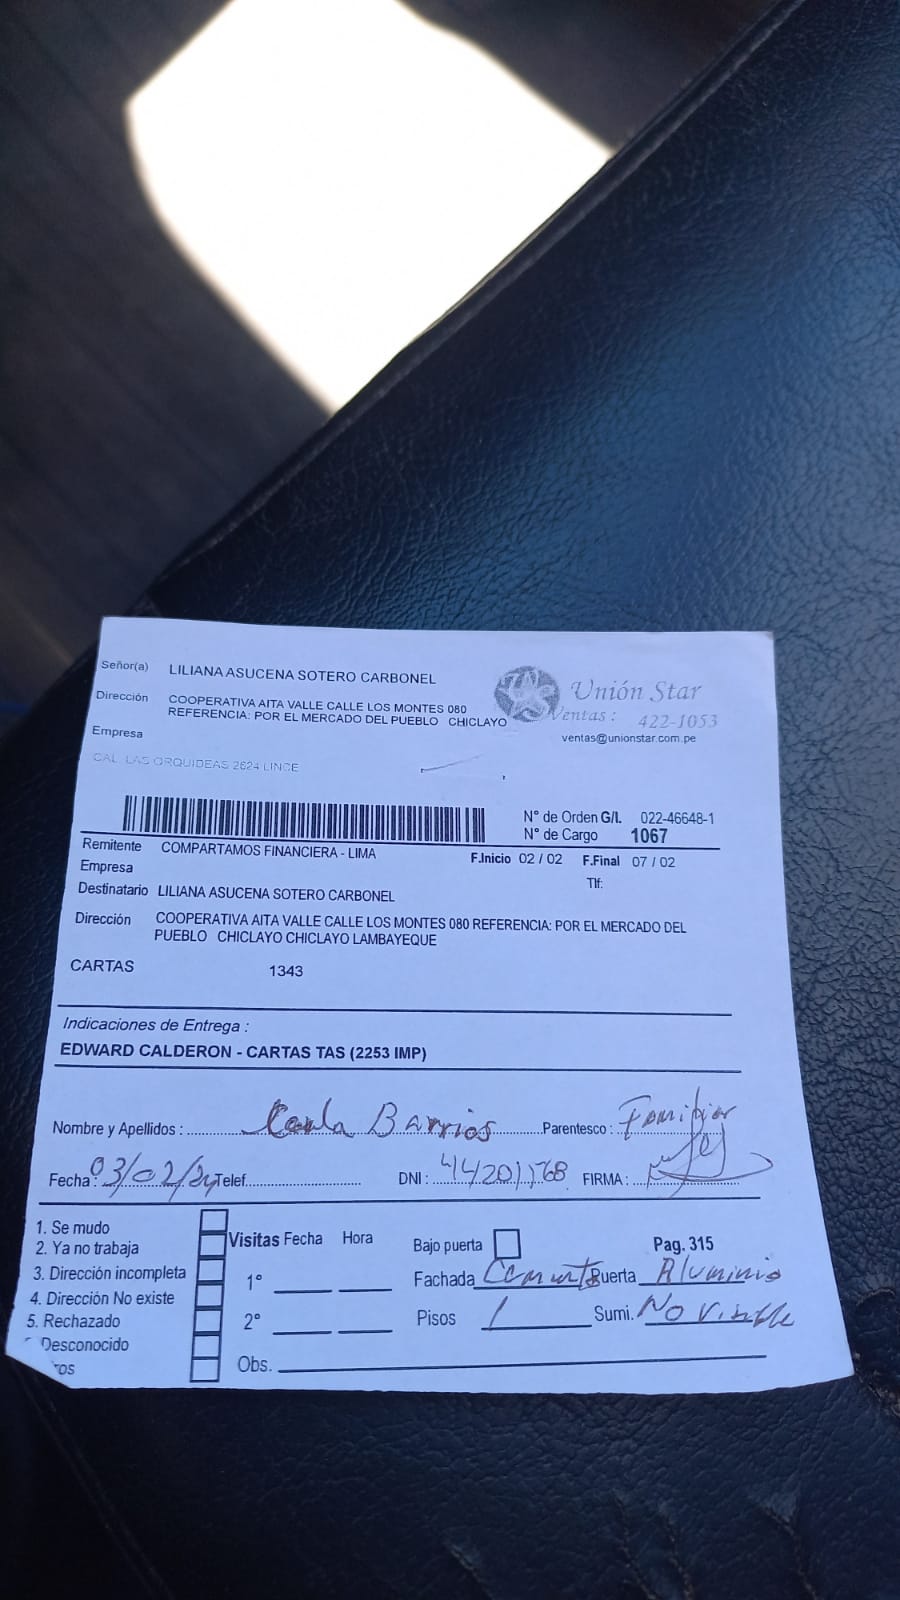 Señor(a) LILIANA ASUCENA SOTERO CARBONEL
Unión Star
Dirección COOPERATIVA AITA VALLE CALLE LOS MONTES 080
REFERENCIA: POR EL MERCADO DEL PUEBLO CHICLAYO
Ventas : 422-1053
ventas@unionstar.com.pe
Empresa
CAL. LAS ORQUIDEAS 2624 LINCE
N° de Orden G/I. 022-46648-1
N° de Cargo 1067
Remitente COMPARTAMOS FINANCIERA - LIMA
F.Inicio 02 / 02 F.Final 07 / 02
Empresa
Tlf:
Destinatario LILIANA ASUCENA SOTERO CARBONEL
Dirección COOPERATIVA AITA VALLE CALLE LOS MONTES 080 REFERENCIA: POR EL MERCADO DEL
PUEBLO CHICLAYO CHICLAYO LAMBAYEQUE
CARTAS 1343
Indicaciones de Entrega :
EDWARD CALDERON - CARTAS TAS (2253 IMP)
Nombre y Apellidos : Karla Barrios Parentesco : Familiar
Fecha : 03/02/24 Telef. DNI : 44201768 FIRMA :
1. Se mudo
2. Ya no trabaja
3. Dirección incompleta
4. Dirección No existe
5. Rechazado
Desconocido
ros
Visitas Fecha Hora
1°
2°
Obs.
Bajo puerta Pag. 315
Fachada Cemento Puerta Aluminio
Pisos 1 Sumi. No visible